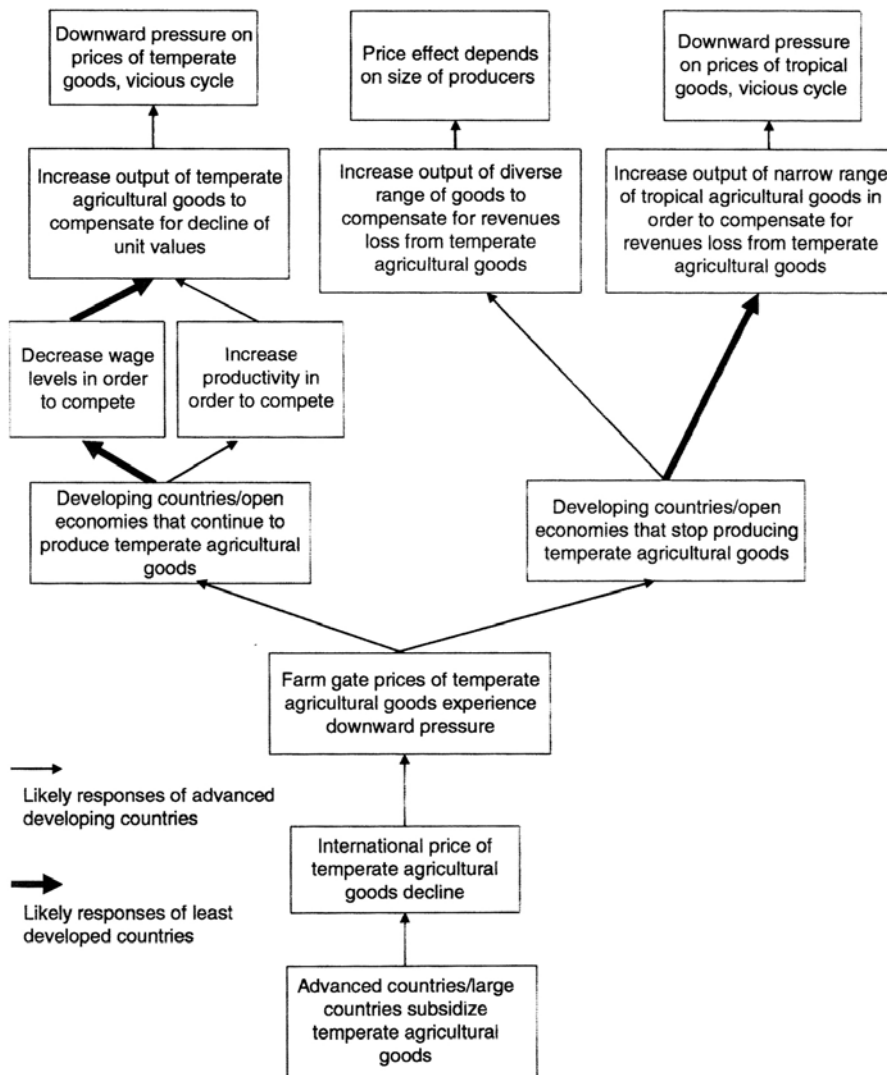 Downward pressure on
prices of temperate
goods, vicious cycle
Price effect depends
on size of producers
Downward pressure
on prices of tropical
goods, vicious cycle
Increase output of temperate
agricultural goods to
compensate for decline of
unit values
Increase output of diverse
range of goods to
compensate for revenues
loss from temperate
agricultural goods
Increase output of narrow range
of tropical agricultural goods in
order to compensate for
revenues loss from temperate
agricultural goods
Decrease wage
levels in order
to compete
Increase
productivity in
order to compete
Developing countries/open
economies that continue to
produce temperate agricultural
goods
Developing countries/open
economies that stop producing
temperate agricultural goods
Farm gate prices of temperate
agricultural goods experience
downward pressure
Likely responses of advanced
developing countries
International price of
temperate agricultural
goods decline
Likely responses of least
developed countries
Advanced countries/large
countries subsidize
temperate agricultural
goods